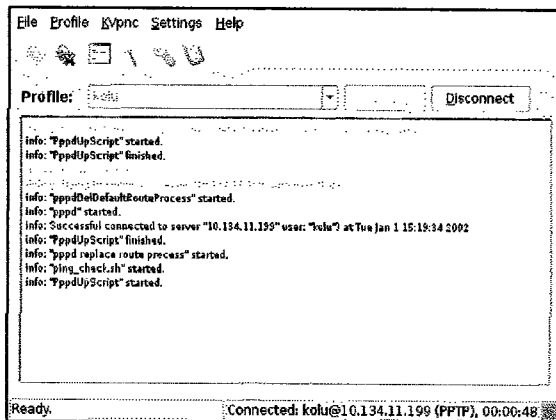 File Profile KVpnc Settings Help
Profile: kolu Disconnect
info: "PppdUpScript" started.
info: "PppdUpScript" finished.
info: "pppdDelDefaultRouteProcess" started.
info: "pppd" started.
info: Successful connected to server "10.134.11.199" user: "kolu") at Tue Jan 1 15:19:34 2002
info: "PppdUpScript" finished.
info: "pppd replace route process" started.
info: "ping_check.sh" started.
info: "PppdUpScript" started.
Ready. Connected: kolu@10.134.11.199 (PPTP), 00:00:48